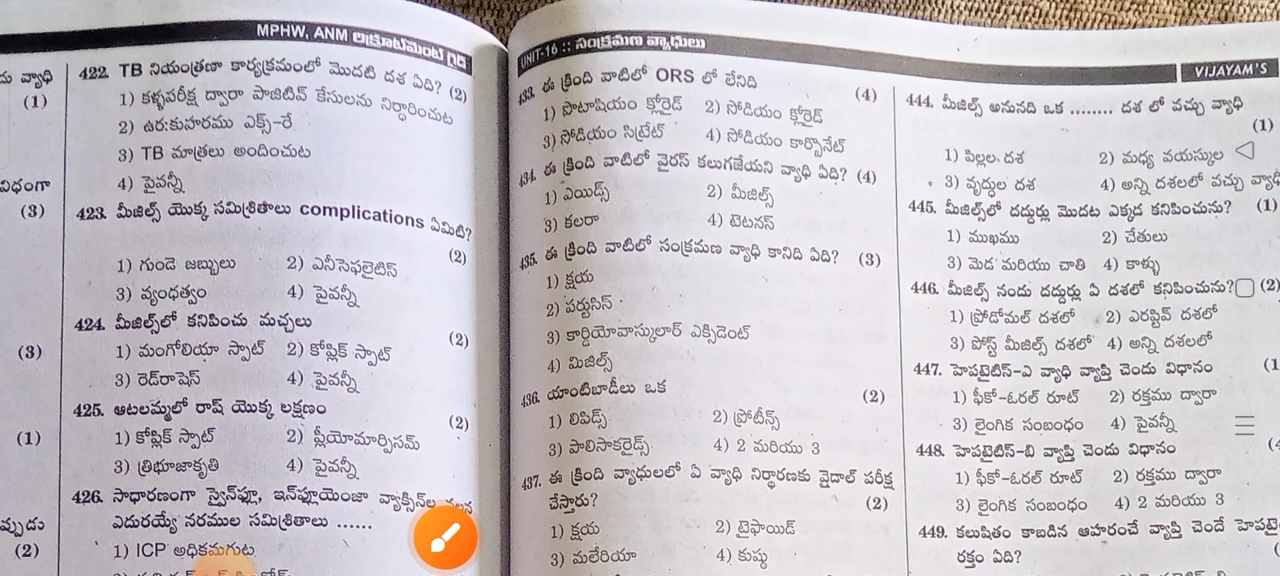 MPHW, ANM రిక్రూట్‌మెంట్ గైడ్
వ్యాధి
(1)
విధంగా
(3)
(3)
(1)
(2)
422. TB నియంత్రణా కార్యక్రమంలో మొదటి దశ ఏది? (2)
1) కళ్ళపరీక్ష ద్వారా పాజిటివ్ కేసులను నిర్ధారించుట
2) ఉర:కుహరము ఎక్స్-రే
3) TB మాత్రలు అందించుట
4) పైవన్నీ
423. మీజిల్స్ యొక్క సమిశ్రితాలు complications ఏమిటి?
(2)
1) గుండె జబ్బులు 2) ఎన్‌సెఫలైటిస్
3) వ్యంధత్వం 4) పైవన్నీ
424. మీజిల్స్‌లో కనిపించు మచ్చలు
(2)
1) మంగోలియా స్పాట్ 2) కోప్లిక్ స్పాట్
3) రెడ్‌రాషెస్ 4) పైవన్నీ
425. ఆటలమ్మలో రాష్ యొక్క లక్షణం
(2)
1) కోప్లిక్ స్పాట్ 2) ప్లీయోమార్పిసమ్
3) త్రిభూజాకృతి 4) పైవన్నీ
426. సాధారణంగా స్వైన్‌ఫ్లూ, ఇన్‌ఫ్లూయెంజా వ్యాక్సిన్‌ల
ఎదురయ్యే నరముల సమిశ్రితాలు ......
1) ICP అధికమగుట
UNIT-16 :: సంక్రమణ వ్యాధులు
433. ఈ క్రింది వాటిలో ORS లో లేనిది
(4)
1) పొటాషియం క్లోరైడ్ 2) సోడియం క్లోరైడ్
3) సోడియం సిట్రేట్ 4) సోడియం కార్బొనేట్
434. ఈ క్రింది వాటిలో వైరస్ కలుగజేయని వ్యాధి ఏది? (4)
1) ఎయిడ్స్ 2) మీజిల్స్
3) కలరా 4) టెటనస్
435. ఈ క్రింది వాటిలో సంక్రమణ వ్యాధి కానిది ఏది? (3)
1) క్షయ
2) పర్టుసిన్
3) కార్డియోవాస్కులార్ ఎక్సిడెంట్
4) మిజిల్స్
436. యాంటిబాడీలు ఒక
(2)
1) లిపిడ్స్ 2) ప్రోటీన్స్
3) పాలిసాకరైడ్స్ 4) 2 మరియు 3
437. ఈ క్రింది వ్యాధులలో ఏ వ్యాధి నిర్ధారణకు వైడాల్ పరీక్ష
చేస్తారు? (2)
1) క్షయ 2) టైఫాయిడ్
3) మలేరియా 4) కుష్ఠు
VIJAYAM'S
444. మీజిల్స్ అనునది ఒక ........ దశ లో వచ్చు వ్యాధి
(1)
1) పిల్లల దశ 2) మధ్య వయస్కుల
3) వృద్దుల దశ 4) అన్ని దశలలో వచ్చు వ్యాధి
445. మీజిల్స్‌లో దద్దుర్లు మొదట ఎక్కడ కనిపించును? (1)
1) ముఖము 2) చేతులు
3) మెడ మరియు చాతి 4) కాళ్ళు
446. మీజిల్స్ నందు దద్దుర్లు ఏ దశలో కనిపించును? (2)
1) ప్రోడోమల్ దశలో 2) ఎరప్టివ్ దశలో
3) పోస్ట్ మీజిల్స్ దశలో 4) అన్ని దశలలో
447. హెపటైటిస్-ఎ వ్యాధి వ్యాప్తి చెందు విధానం (1
1) ఫీకో-ఓరల్ రూట్ 2) రక్తము ద్వారా
3) లైంగిక సంబంధం 4) పైవన్నీ
448. హెపటైటిస్-బి వ్యాప్తి చెందు విధానం (4
1) ఫీకో-ఓరల్ రూట్ 2) రక్తము ద్వారా
3) లైంగిక సంబంధం 4) 2 మరియు 3
449. కలుషితం కాబడిన ఆహారంచే వ్యాప్తి చెందే
రక్తం ఏది?